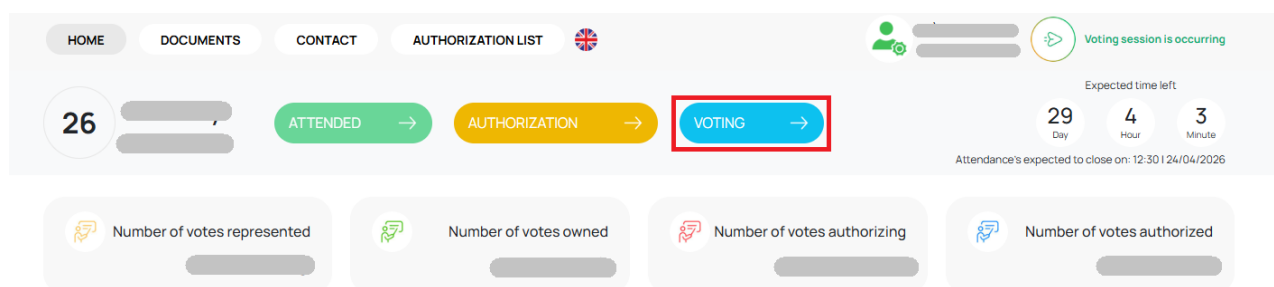 HOME DOCUMENTS CONTACT AUTHORIZATION LIST
Voting session is occurring
26
,
ATTENDED → AUTHORIZATION → VOTING →
Expected time left
29 4 3
Day Hour Minute
Attendance's expected to close on: 12:30 | 24/04/2026
Number of votes represented
Number of votes owned
Number of votes authorizing
Number of votes authorized